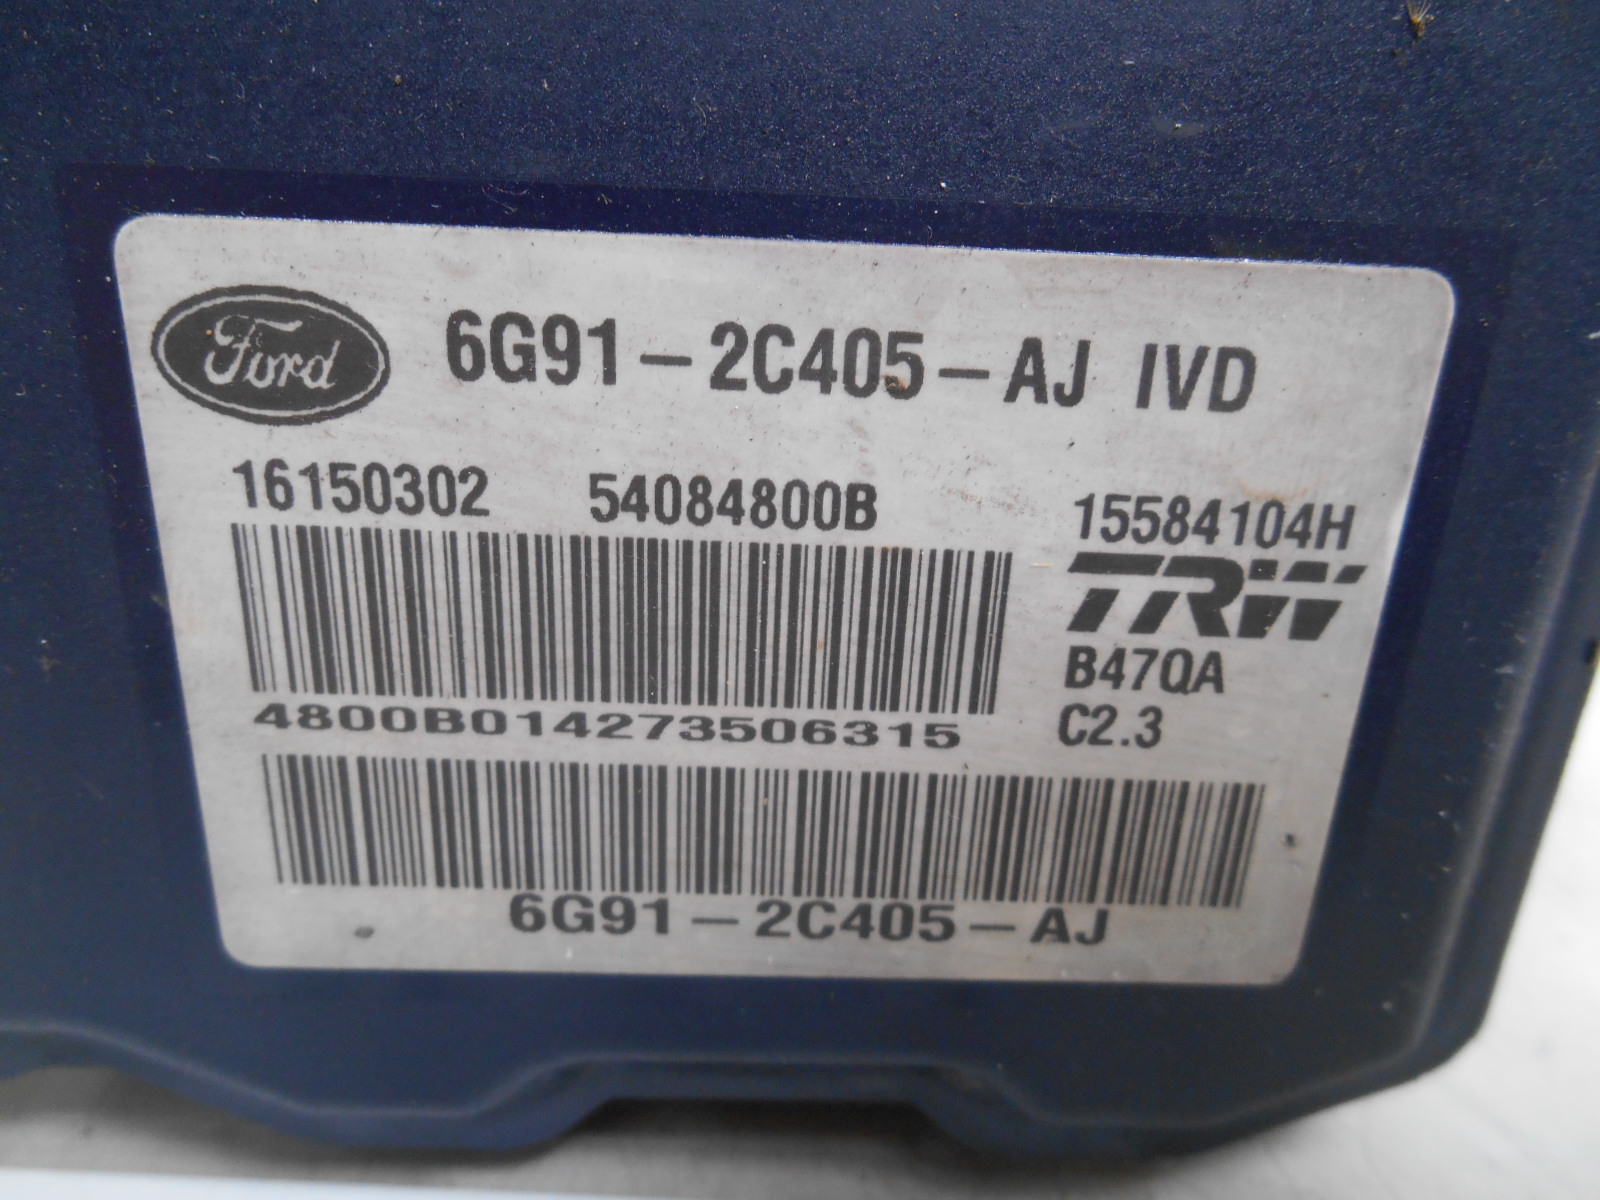 Ford 6G91-2C405-AJ IVD
16150302 54084800B 15584104H
TRW
B47QA
4800B014273506315 C2.3
6G91-2C405-AJ